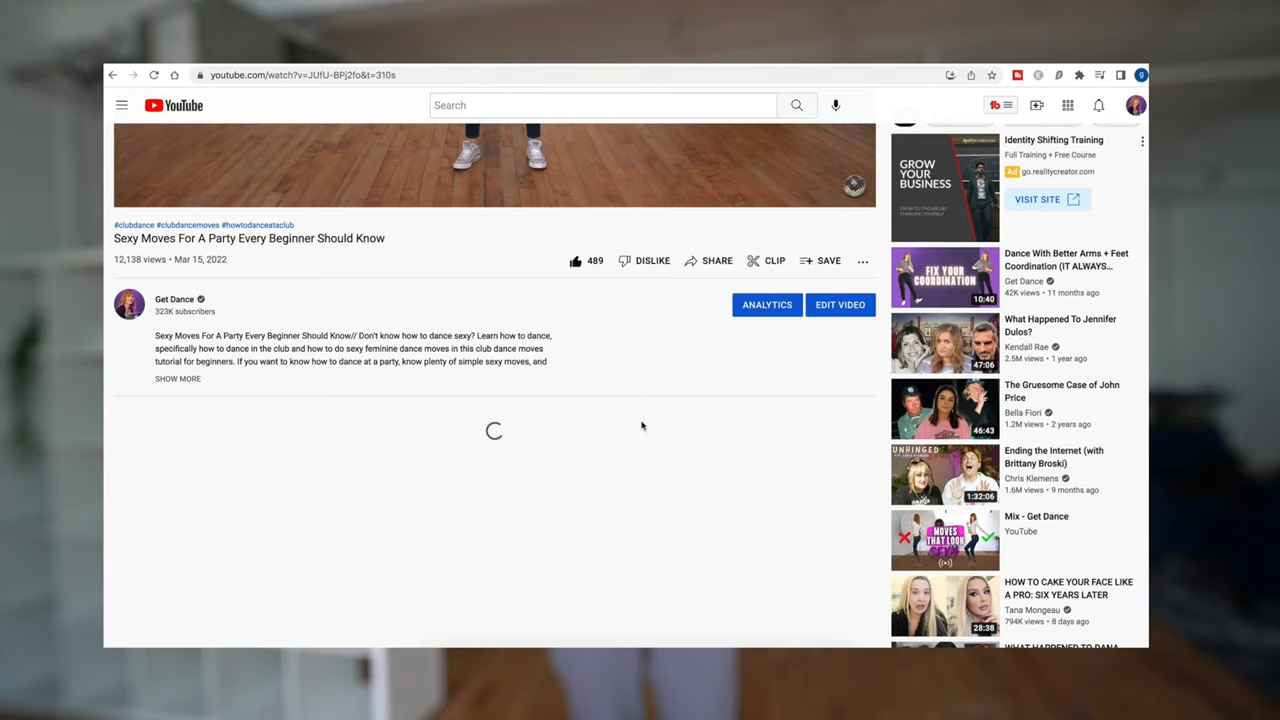 youtube.com/watch?v=JUfU-BPj2fo&t=310s
YouTube
Search
#clubdance #clubdancemoves #howtodanceataclub
Sexy Moves For A Party Every Beginner Should Know
12,138 views • Mar 15, 2022
489
DISLIKE
SHARE
CLIP
SAVE
Get Dance
323K subscribers
ANALYTICS
EDIT VIDEO
Sexy Moves For A Party Every Beginner Should Know// Don't know how to dance sexy? Learn how to dance,
specifically how to dance in the club and how to do sexy feminine dance moves in this club dance moves
tutorial for beginners. If you want to know how to dance at a party, know plenty of simple sexy moves, and
SHOW MORE
GROW
YOUR
BUSINESS
Identity Shifting Training
Full Training + Free Course
Ad go.realitycreator.com
VISIT SITE
FIX YOUR
COORDINATION
10:40
Dance With Better Arms + Feet
Coordination (IT ALWAYS…
Get Dance
42K views • 11 months ago
47:06
What Happened To Jennifer
Dulos?
Kendall Rae
2.5M views • 1 year ago
46:43
The Gruesome Case of John
Price
Bella Fiori
1.2M views • 2 years ago
UNHINGED
1:32:06
Ending the Internet (with
Brittany Broski)
Chris Klemens
1.6M views • 9 months ago
MOVES
THAT LOOK
SEXY
Mix - Get Dance
YouTube
28:38
HOW TO CAKE YOUR FACE LIKE
A PRO: SIX YEARS LATER
Tana Mongeau
794K views • 8 days ago
WHAT HAPPENED TO DANA